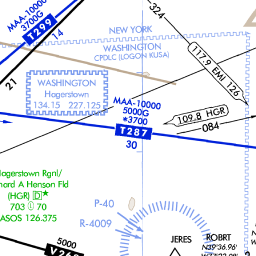 MAA-10000
3700G
T299
14
324
NEW YORK
WASHINGTON
CPDLC (LOGON KUSA)
117.9 EMI 126
21
WASHINGTON
Hagerstown
134.15 227.125
MAA-10000
5000G
*3700
T287
30
109.8 HGR
084
Hagerstown Rgnl/
Henson Fld
(HGR) D★
703 70
ASOS 126.375
P-40
R-4009
5000
JERES
ROBRT
N39°36.96'